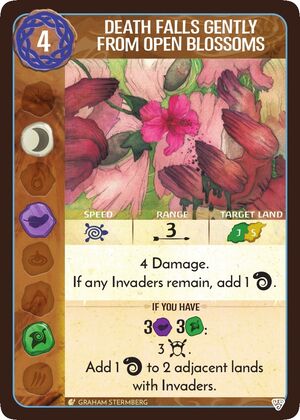 4
DEATH FALLS GENTLY
FROM OPEN BLOSSOMS
SPEED RANGE TARGET LAND
3 J S
4 Damage.
If any Invaders remain, add 1 .
IF YOU HAVE
3 3 :
3 .
Add 1 to 2 adjacent lands
with Invaders.
GRAHAM STERMBERG